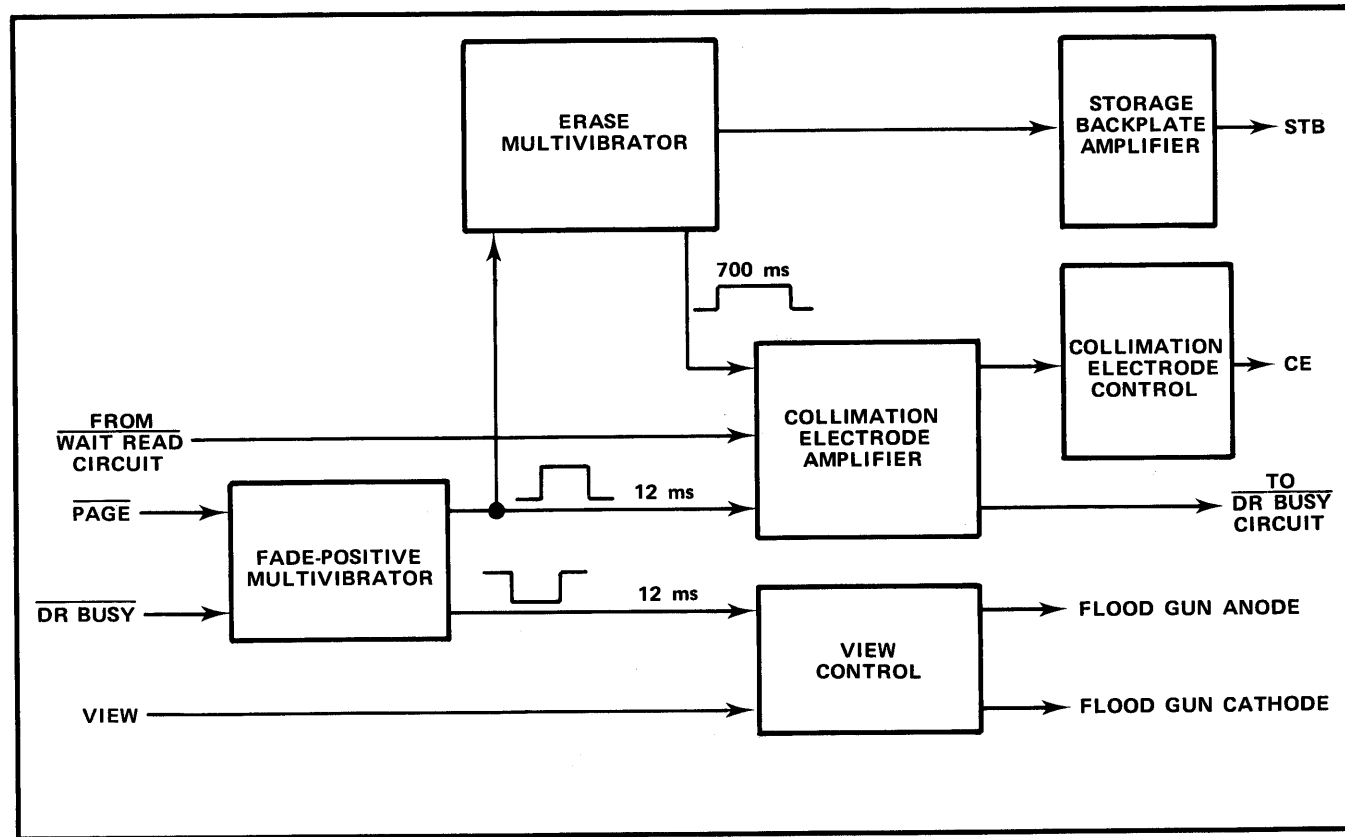 ERASE
MULTIVIBRATOR
STORAGE
BACKPLATE
AMPLIFIER
STB
700 ms
COLLIMATION
ELECTRODE
CONTROL
CE
FROM
WAIT READ
CIRCUIT
COLLIMATION
ELECTRODE
AMPLIFIER
PAGE
12 ms
TO
DR BUSY
CIRCUIT
FADE-POSITIVE
MULTIVIBRATOR
DR BUSY
12 ms
FLOOD GUN ANODE
VIEW
CONTROL
VIEW
FLOOD GUN CATHODE